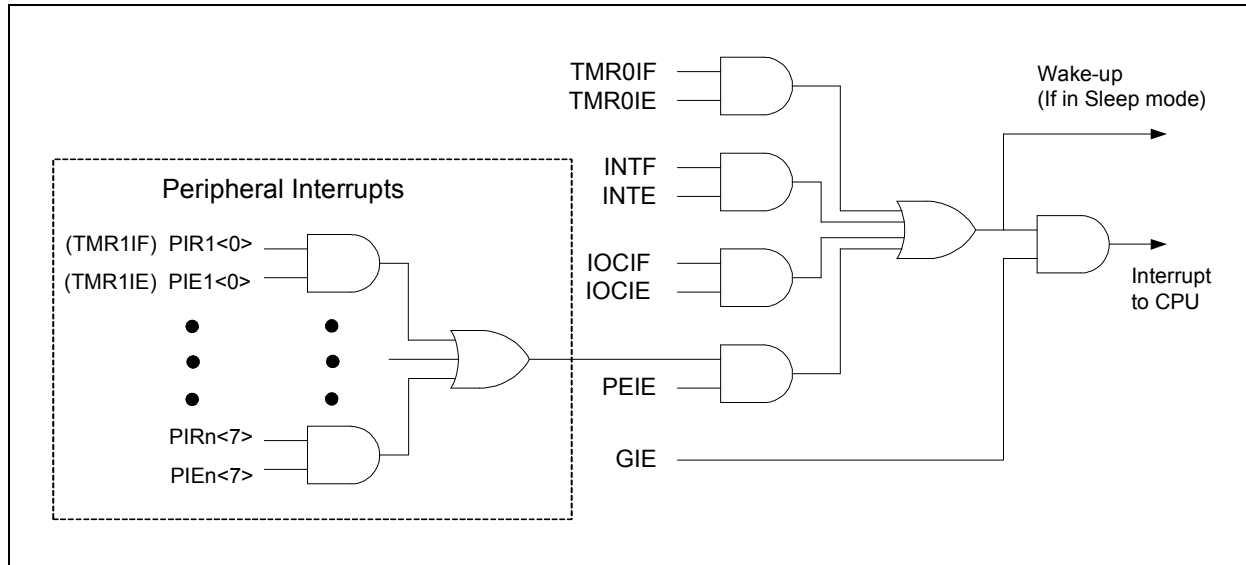 TMR0IF
TMR0IE
Wake-up
(If in Sleep mode)
INTF
INTE
Peripheral Interrupts
(TMR1IF) PIR1<0>
(TMR1IE) PIE1<0>
IOCIF
IOCIE
Interrupt
to CPU
PEIE
PIRn<7>
PIEn<7>
GIE